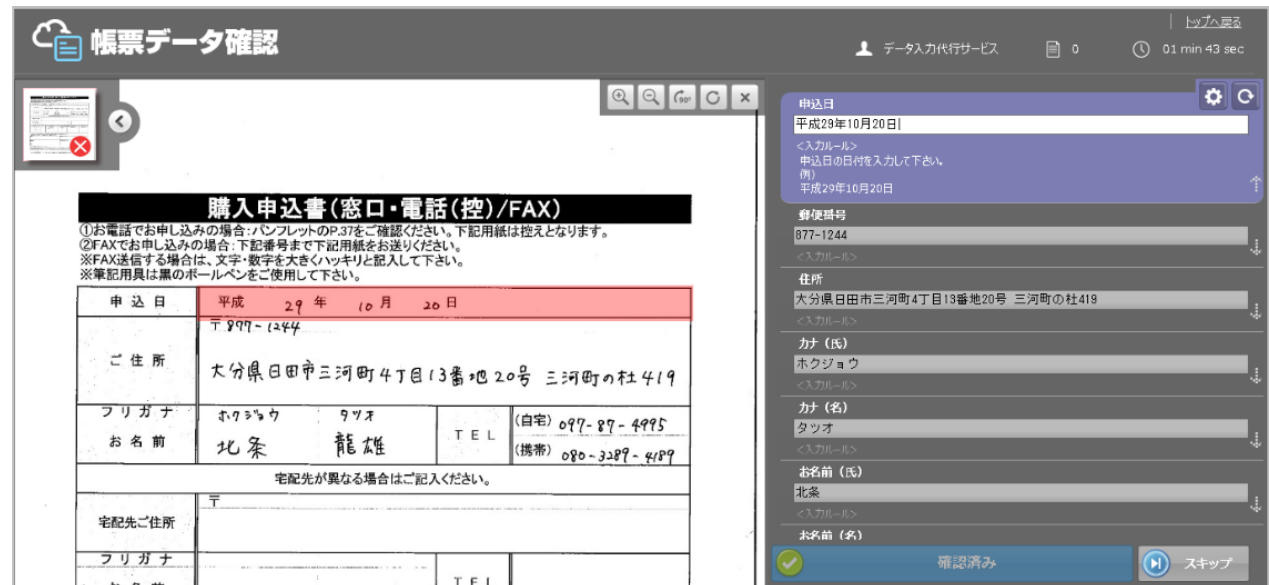 帳票データ確認
トップへ戻る
データ入力代行サービス
0
01 min 43 sec
購入申込書(窓口・電話(控)/FAX)
①お電話でお申し込みの場合:パンフレットのP.37をご確認ください。下記用紙は控えとなります。
②FAXでお申し込みの場合:下記番号まで下記用紙をお送りください。
※FAX送信する場合は、文字・数字を大きくハッキリと記入して下さい。
※筆記用具は黒のボールペンをご使用して下さい。
申込日 平成 29 年 10 月 20 日
〒877-1244
ご住所
大分県日田市三河町4丁目13番地20号 三河町の杜419
フリガナ ホクジョウ タツオ
お名前 北条 龍雄
TEL
(自宅) 097-87-4995
(携帯) 080-3289-4189
宅配先が異なる場合はご記入ください。
〒
宅配先ご住所
フリガナ
TEL
申込日
平成29年10月20日
<入力ルール>
申込日の日付を入力して下さい。
例)
平成29年10月20日
郵便番号
877-1244
<入力ルール>
住所
大分県日田市三河町4丁目13番地20号 三河町の杜419
<入力ルール>
カナ(氏)
ホクジョウ
<入力ルール>
カナ(名)
タツオ
<入力ルール>
お名前(氏)
北条
<入力ルール>
お名前(名)
確認済み
スキップ